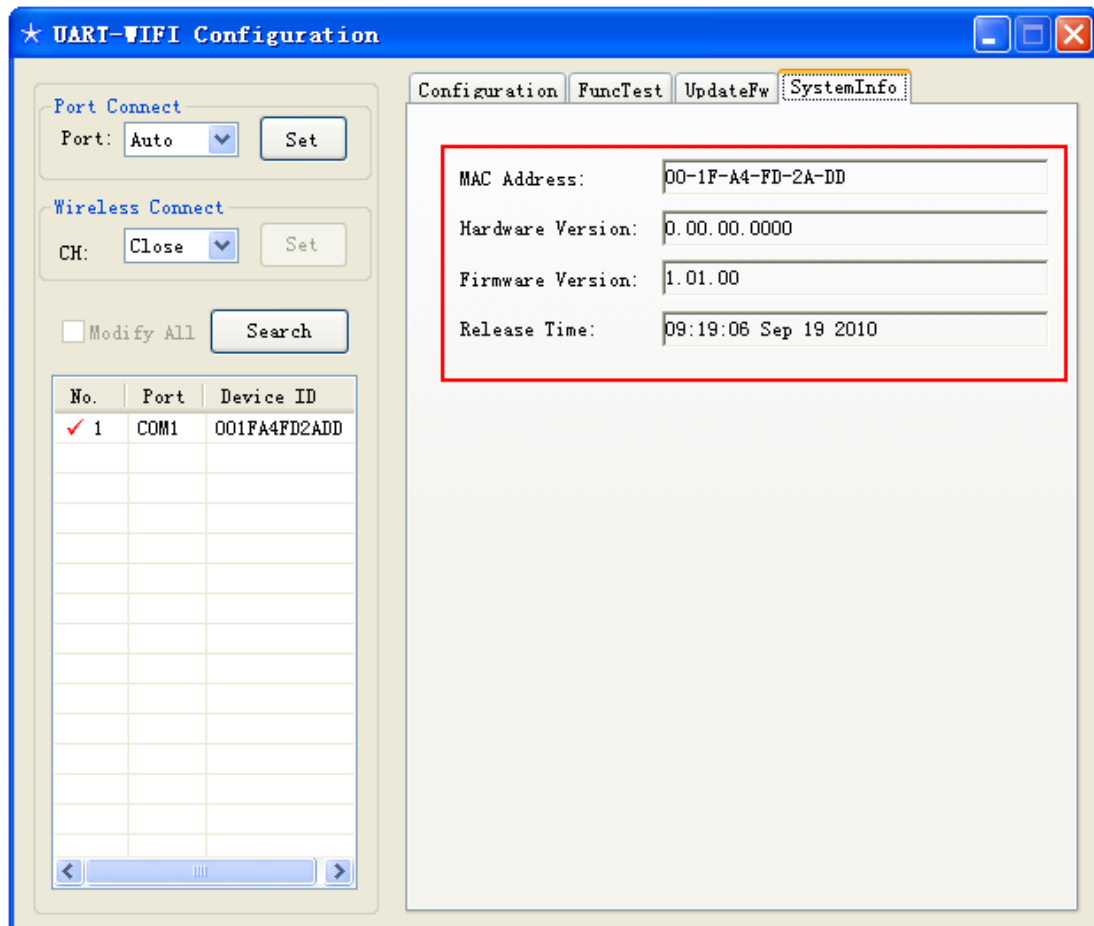 UART-WIFI Configuration
Configuration FuncTest UpdateFw SystemInfo
Port Connect
Port: Auto Set
Wireless Connect
CH: Close Set
Modify All Search
No. Port Device ID
1 COM1 001FA4FD2ADD
MAC Address: 00-1F-A4-FD-2A-DD
Hardware Version: 0.00.00.0000
Firmware Version: 1.01.00
Release Time: 09:19:06 Sep 19 2010